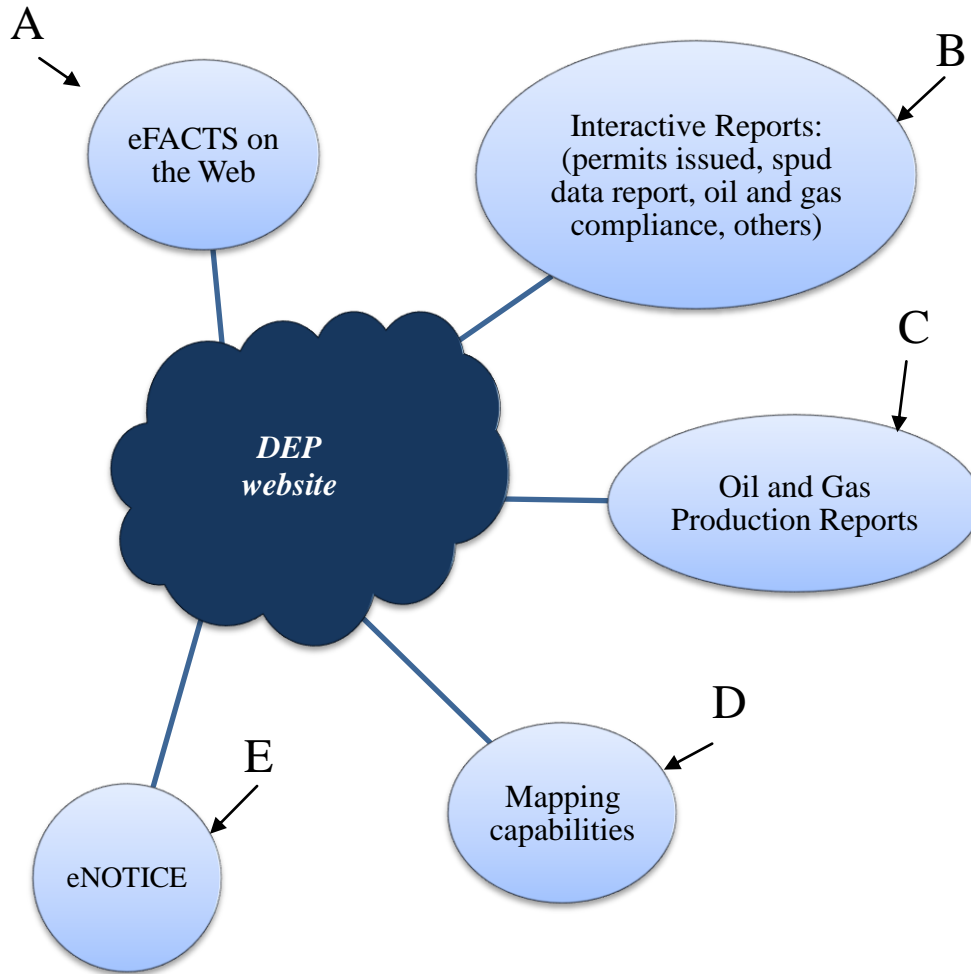 A
eFACTS on
the Web
B
Interactive Reports:
(permits issued, spud
data report, oil and gas
compliance, others)
C
DEP
website
Oil and Gas
Production Reports
D
Mapping
capabilities
E
eNOTICE